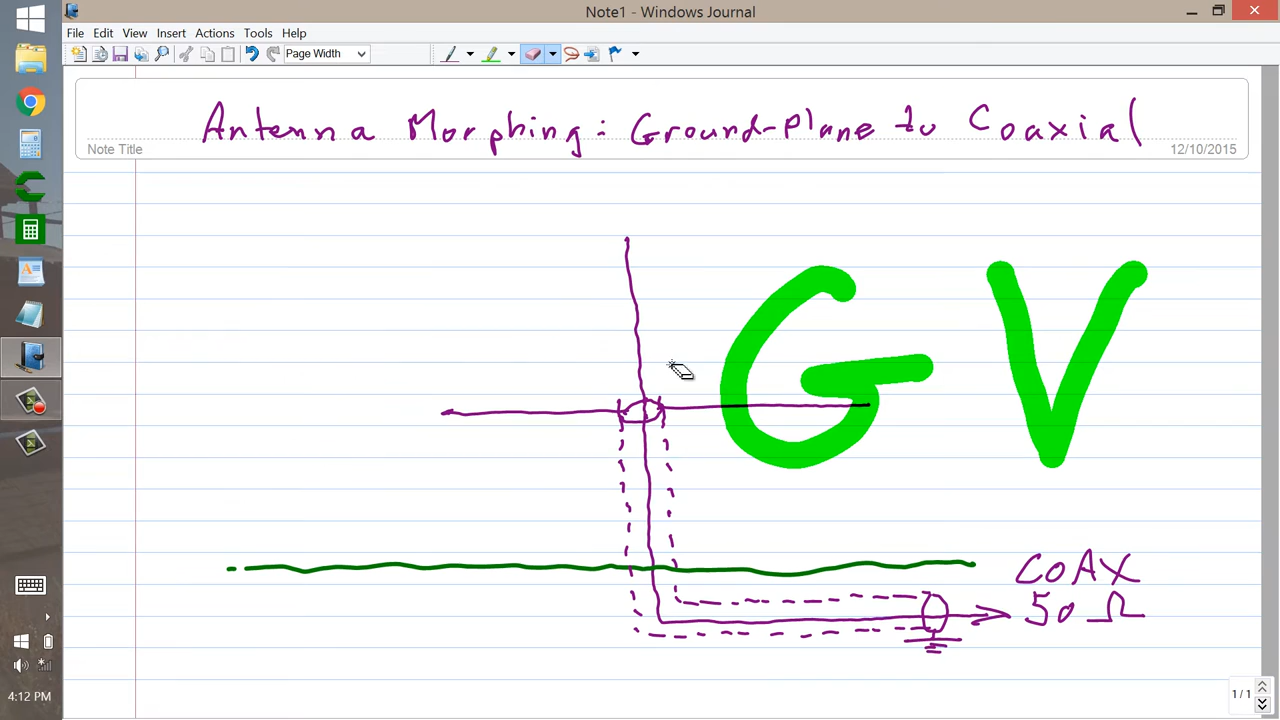 Note1 - Windows Journal
File Edit View Insert Actions Tools Help
Page Width
Antenna Morphing: Ground-Plane to Coaxial
Note Title
12/10/2015
GV
COAX
50 Ω
1 / 1
4:12 PM